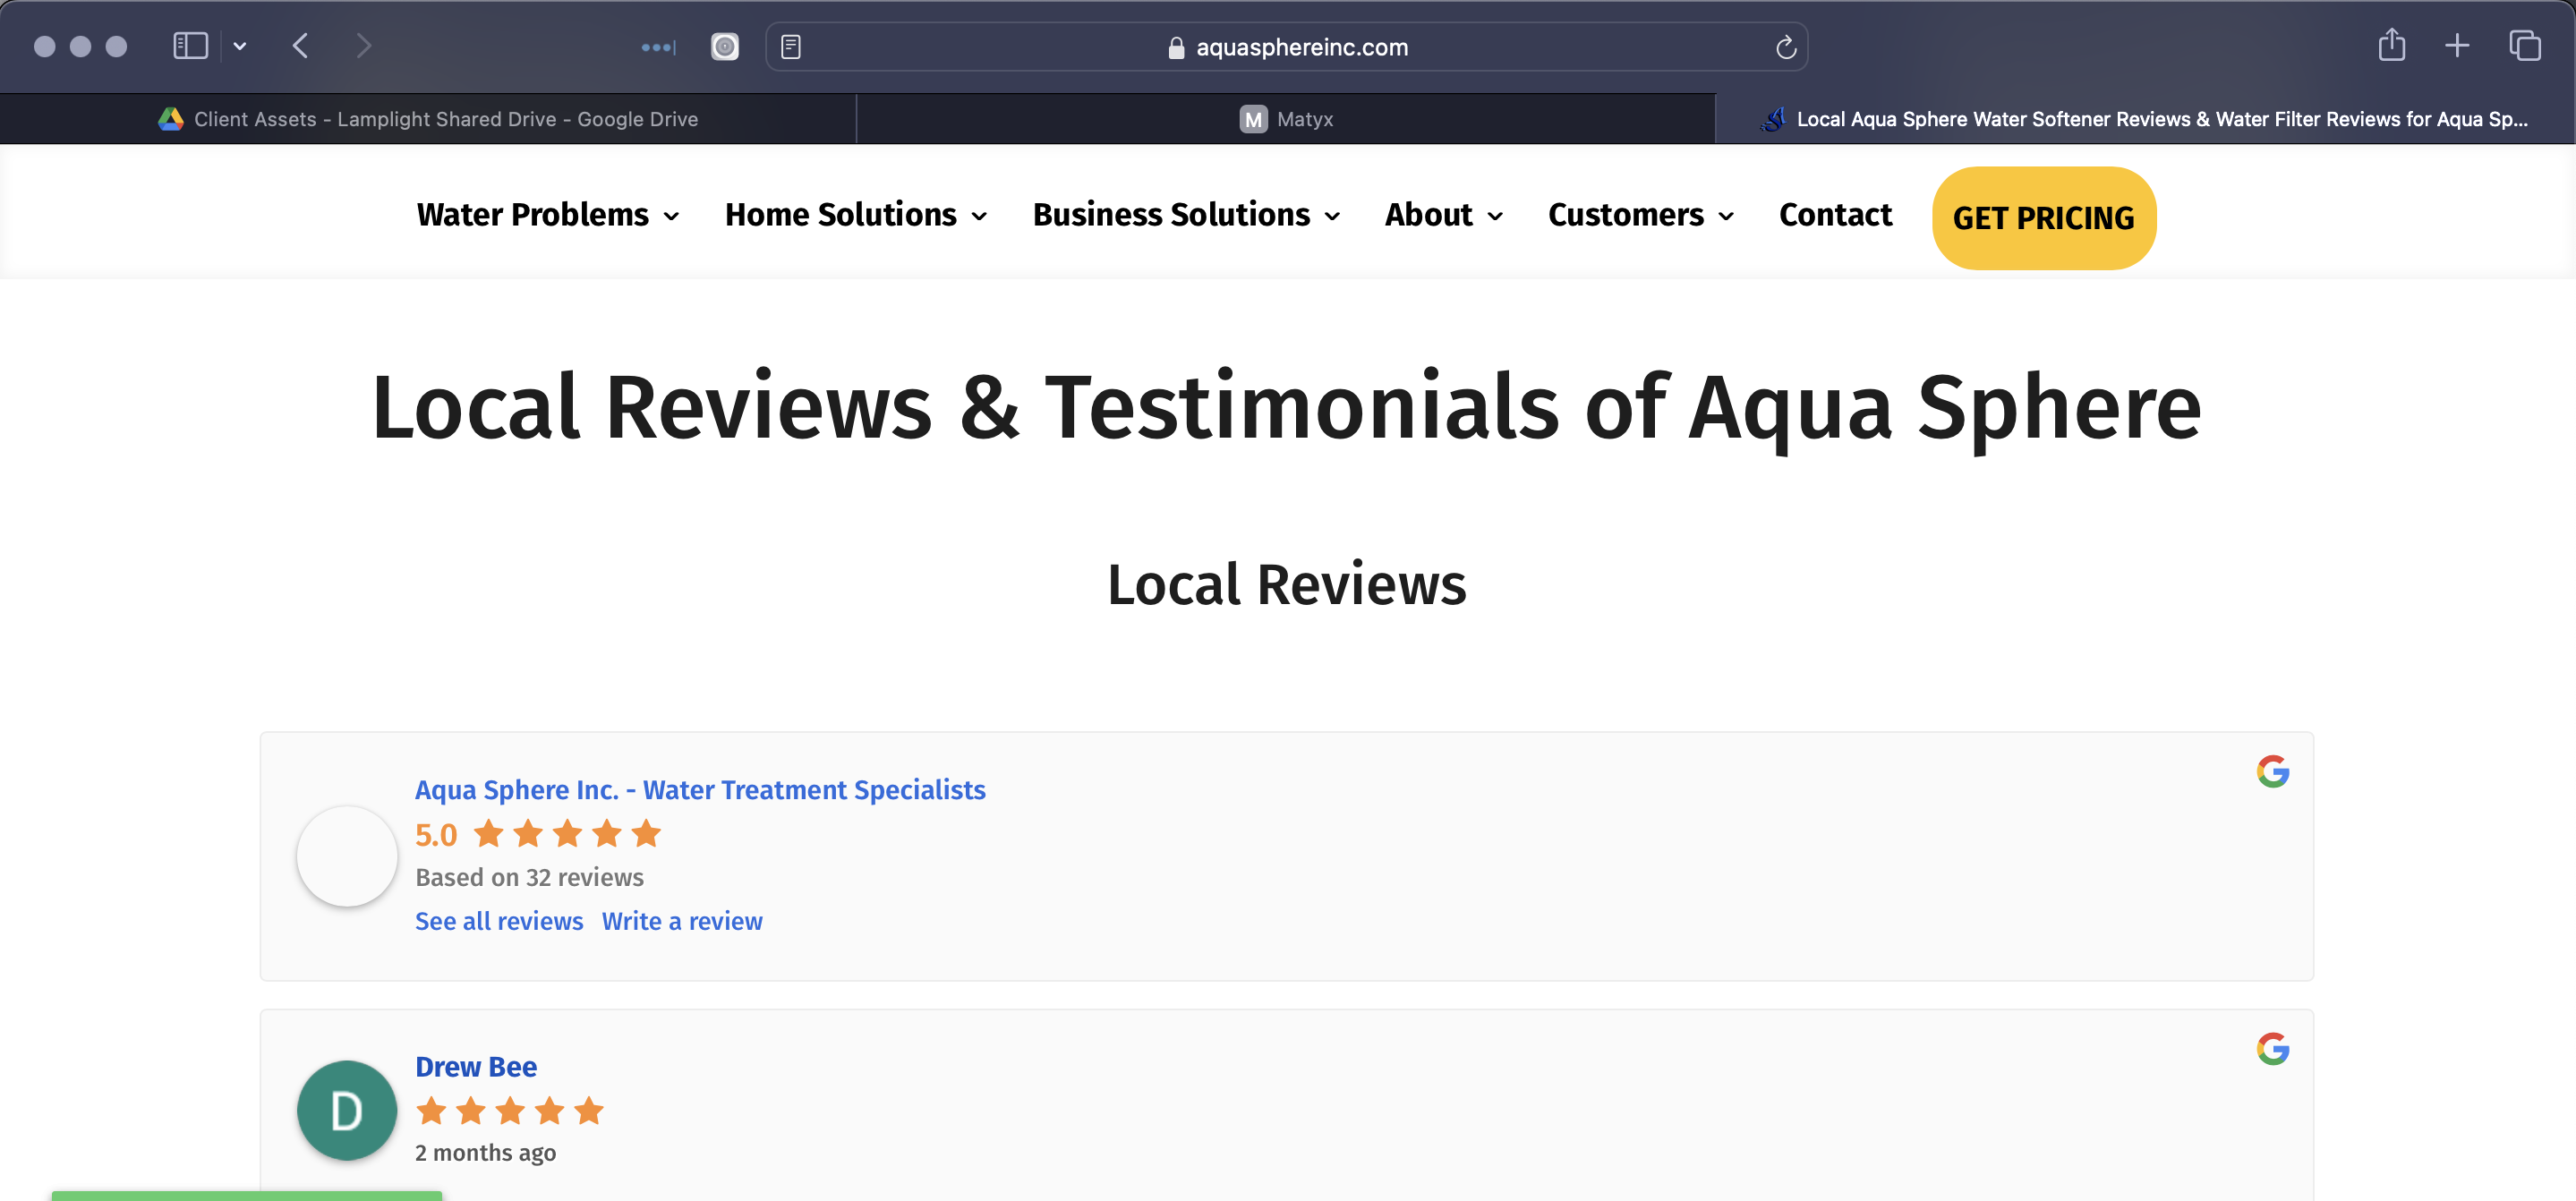 aquasphereinc.com
Client Assets - Lamplight Shared Drive - Google Drive
M Matyx
Local Aqua Sphere Water Softener Reviews & Water Filter Reviews for Aqua Sp...
Water Problems
Home Solutions
Business Solutions
About
Customers
Contact
GET PRICING
Local Reviews & Testimonials of Aqua Sphere
Local Reviews
Aqua Sphere Inc. - Water Treatment Specialists
5.0
Based on 32 reviews
See all reviews Write a review
Drew Bee
D
2 months ago